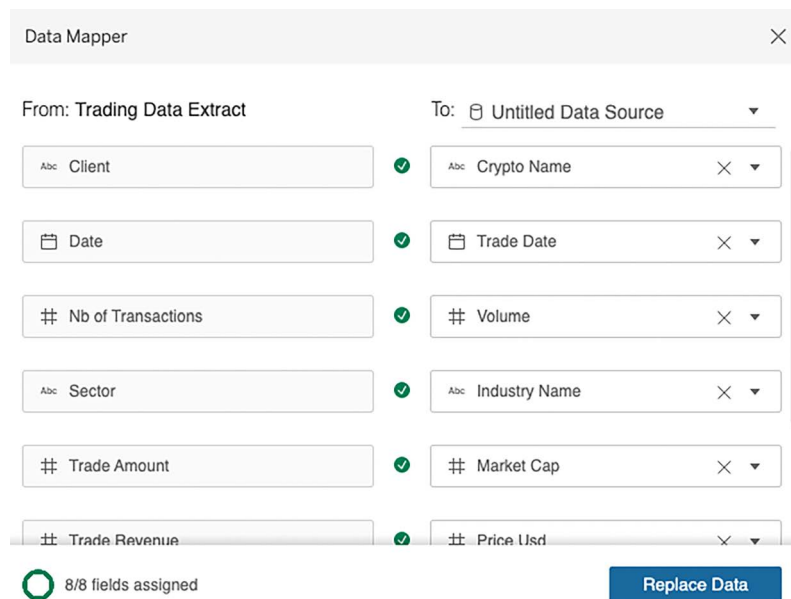 Data Mapper
From: Trading Data Extract To: Untitled Data Source
Abc Client Abc Crypto Name
Date Trade Date
# Nb of Transactions # Volume
Abc Sector Abc Industry Name
# Trade Amount # Market Cap
# Trade Revenue # Price Usd
8/8 fields assigned Replace Data